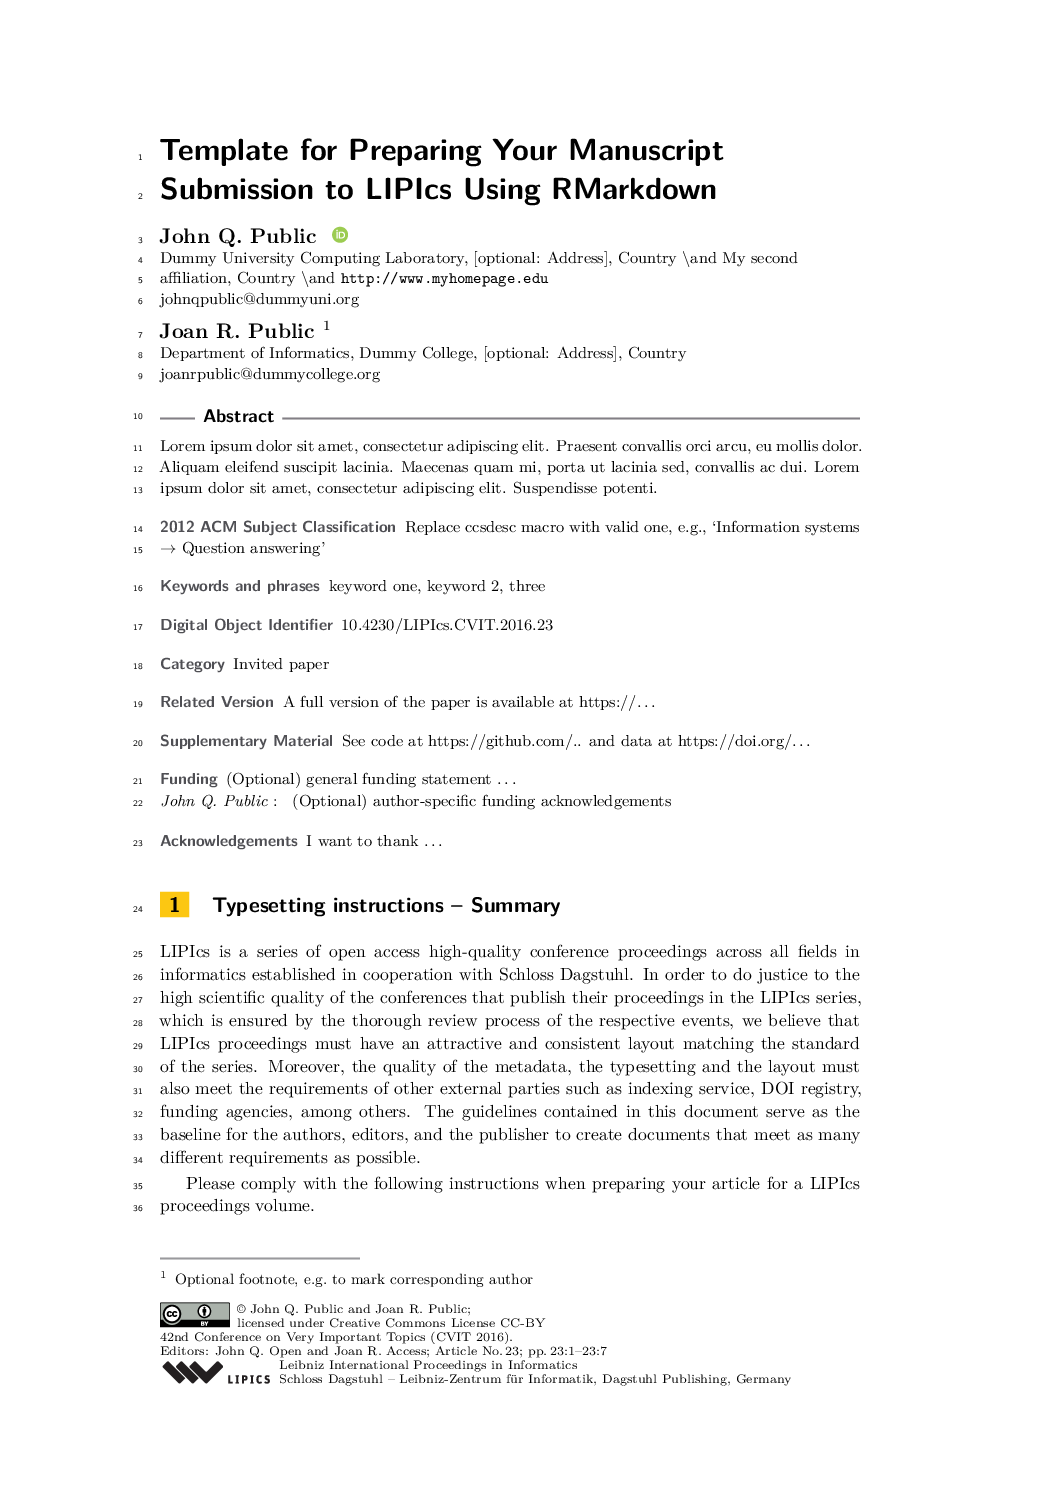 1 Template for Preparing Your Manuscript
2 Submission to LIPIcs Using RMarkdown
3 John Q. Public iD
4 Dummy University Computing Laboratory, [optional: Address], Country \and My second
5 affiliation, Country \and http://www.myhomepage.edu
6 johnqpublic@dummyuni.org
7 Joan R. Public 1
8 Department of Informatics, Dummy College, [optional: Address], Country
9 joanrpublic@dummycollege.org
10 Abstract
11 Lorem ipsum dolor sit amet, consectetur adipiscing elit. Praesent convallis orci arcu, eu mollis dolor.
12 Aliquam eleifend suscipit lacinia. Maecenas quam mi, porta ut lacinia sed, convallis ac dui. Lorem
13 ipsum dolor sit amet, consectetur adipiscing elit. Suspendisse potenti.
14 2012 ACM Subject Classification Replace ccsdesc macro with valid one, e.g., ‘Information systems
15 → Question answering’
16 Keywords and phrases keyword one, keyword 2, three
17 Digital Object Identifier 10.4230/LIPIcs.CVIT.2016.23
18 Category Invited paper
19 Related Version A full version of the paper is available at https://...
20 Supplementary Material See code at https://github.com/.. and data at https://doi.org/...
21 Funding (Optional) general funding statement ...
22 John Q. Public : (Optional) author-specific funding acknowledgements
23 Acknowledgements I want to thank ...
24 1 Typesetting instructions – Summary
25 LIPIcs is a series of open access high-quality conference proceedings across all fields in
26 informatics established in cooperation with Schloss Dagstuhl. In order to do justice to the
27 high scientific quality of the conferences that publish their proceedings in the LIPIcs series,
28 which is ensured by the thorough review process of the respective events, we believe that
29 LIPIcs proceedings must have an attractive and consistent layout matching the standard
30 of the series. Moreover, the quality of the metadata, the typesetting and the layout must
31 also meet the requirements of other external parties such as indexing service, DOI registry,
32 funding agencies, among others. The guidelines contained in this document serve as the
33 baseline for the authors, editors, and the publisher to create documents that meet as many
34 different requirements as possible.
35 Please comply with the following instructions when preparing your article for a LIPIcs
36 proceedings volume.
1 Optional footnote, e.g. to mark corresponding author
cc BY © John Q. Public and Joan R. Public;
licensed under Creative Commons License CC-BY
42nd Conference on Very Important Topics (CVIT 2016).
Editors: John Q. Open and Joan R. Access; Article No. 23; pp. 23:1–23:7
Leibniz International Proceedings in Informatics
LIPICS Schloss Dagstuhl – Leibniz-Zentrum für Informatik, Dagstuhl Publishing, Germany